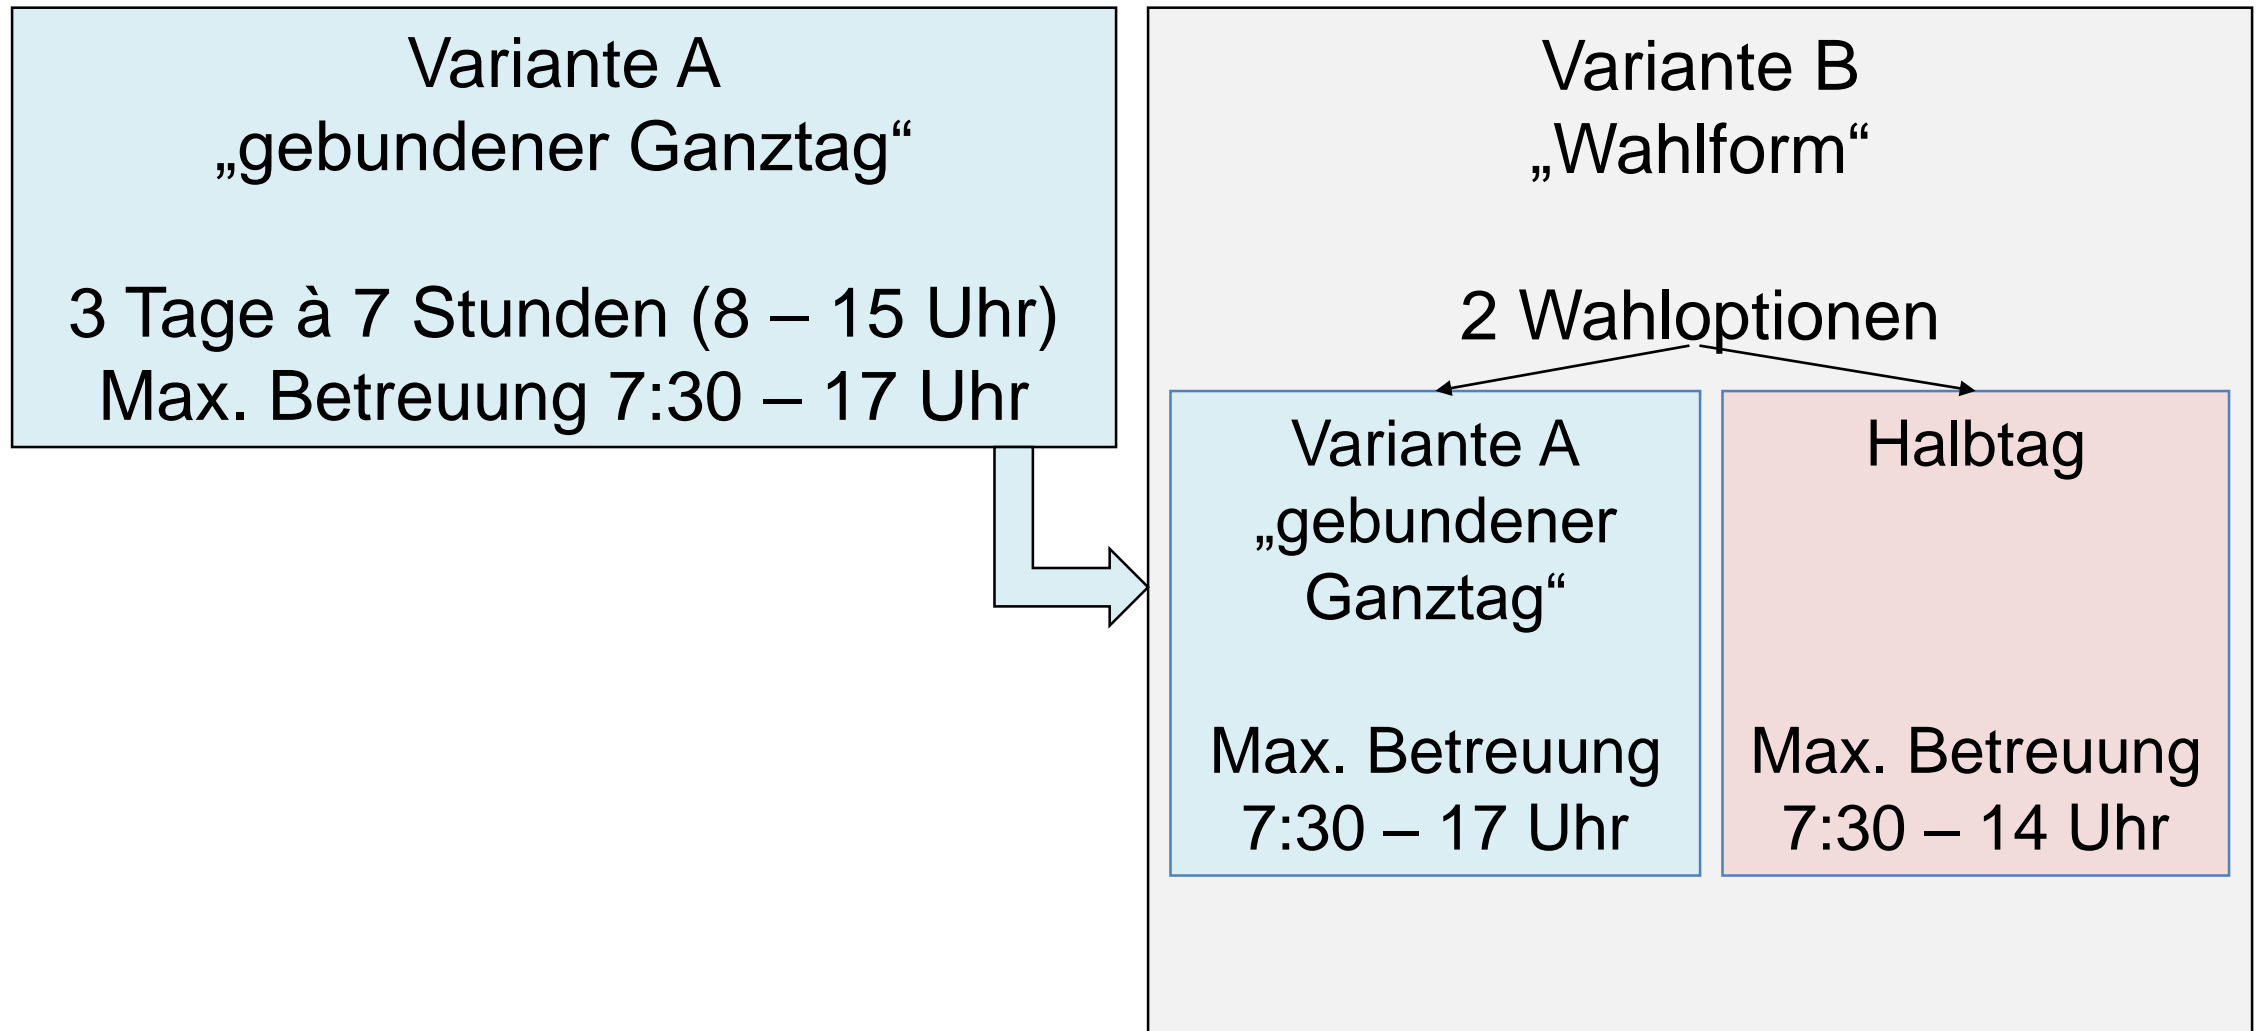 Variante A
„gebundener Ganztag“
3 Tage à 7 Stunden (8 – 15 Uhr)
Max. Betreuung 7:30 – 17 Uhr
Variante B
„Wahlform“
2 Wahloptionen
Variante A
„gebundener
Ganztag“
Max. Betreuung
7:30 – 17 Uhr
Halbtag
Max. Betreuung
7:30 – 14 Uhr